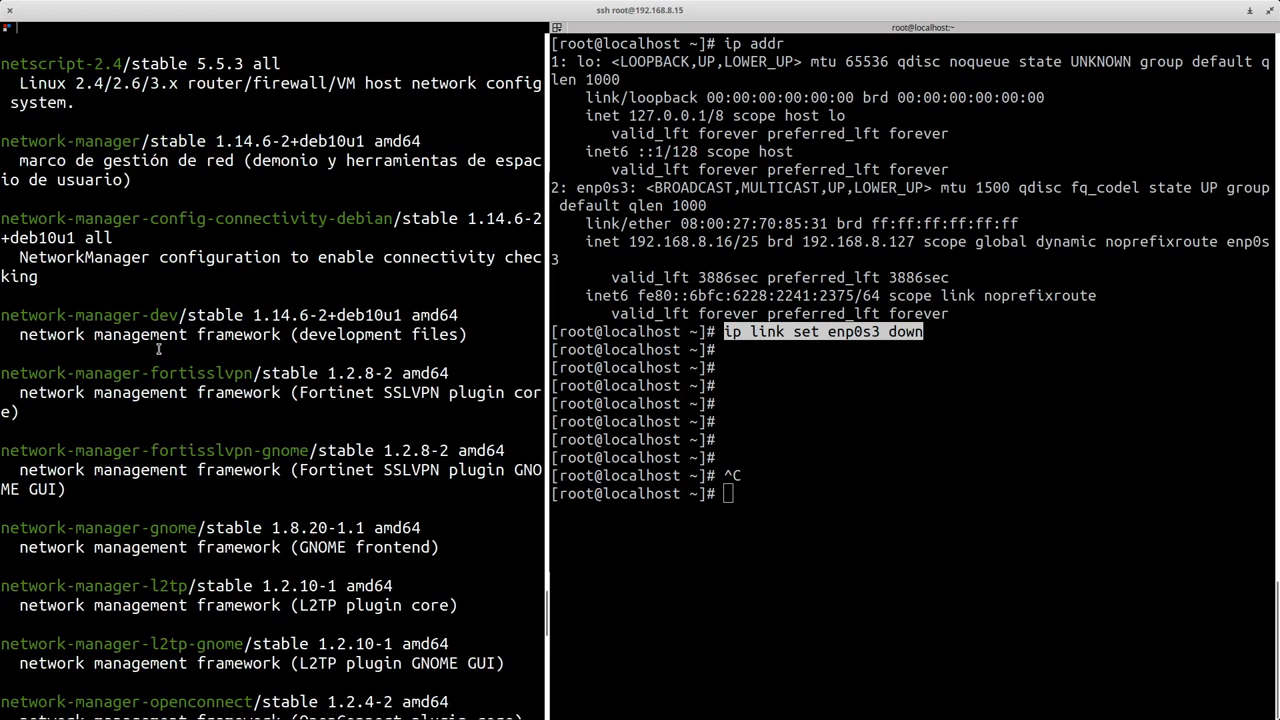 ssh root@192.168.8.15
root@localhost:~
netscript-2.4/stable 5.5.3 all
  Linux 2.4/2.6/3.x router/firewall/VM host network config
 system.
network-manager/stable 1.14.6-2+deb10u1 amd64
  marco de gestión de red (demonio y herramientas de espac
io de usuario)
network-manager-config-connectivity-debian/stable 1.14.6-2
+deb10u1 all
  NetworkManager configuration to enable connectivity chec
king
network-manager-dev/stable 1.14.6-2+deb10u1 amd64
  network management framework (development files)
network-manager-fortisslvpn/stable 1.2.8-2 amd64
  network management framework (Fortinet SSLVPN plugin cor
e)
network-manager-fortisslvpn-gnome/stable 1.2.8-2 amd64
  network management framework (Fortinet SSLVPN plugin GNO
ME GUI)
network-manager-gnome/stable 1.8.20-1.1 amd64
  network management framework (GNOME frontend)
network-manager-l2tp/stable 1.2.10-1 amd64
  network management framework (L2TP plugin core)
network-manager-l2tp-gnome/stable 1.2.10-1 amd64
  network management framework (L2TP plugin GNOME GUI)
network-manager-openconnect/stable 1.2.4-2 amd64
  network management framework (OpenConnect plugin core)
[root@localhost ~]# ip addr
1: lo: <LOOPBACK,UP,LOWER_UP> mtu 65536 qdisc noqueue state UNKNOWN group default q
len 1000
    link/loopback 00:00:00:00:00:00 brd 00:00:00:00:00:00
    inet 127.0.0.1/8 scope host lo
       valid_lft forever preferred_lft forever
    inet6 ::1/128 scope host
       valid_lft forever preferred_lft forever
2: enp0s3: <BROADCAST,MULTICAST,UP,LOWER_UP> mtu 1500 qdisc fq_codel state UP group
 default qlen 1000
    link/ether 08:00:27:70:85:31 brd ff:ff:ff:ff:ff:ff
    inet 192.168.8.16/25 brd 192.168.8.127 scope global dynamic noprefixroute enp0s
3
       valid_lft 3886sec preferred_lft 3886sec
    inet6 fe80::6bfc:6228:2241:2375/64 scope link noprefixroute
       valid_lft forever preferred_lft forever
[root@localhost ~]# ip link set enp0s3 down
[root@localhost ~]#
[root@localhost ~]#
[root@localhost ~]#
[root@localhost ~]#
[root@localhost ~]#
[root@localhost ~]#
[root@localhost ~]#
[root@localhost ~]# ^C
[root@localhost ~]#